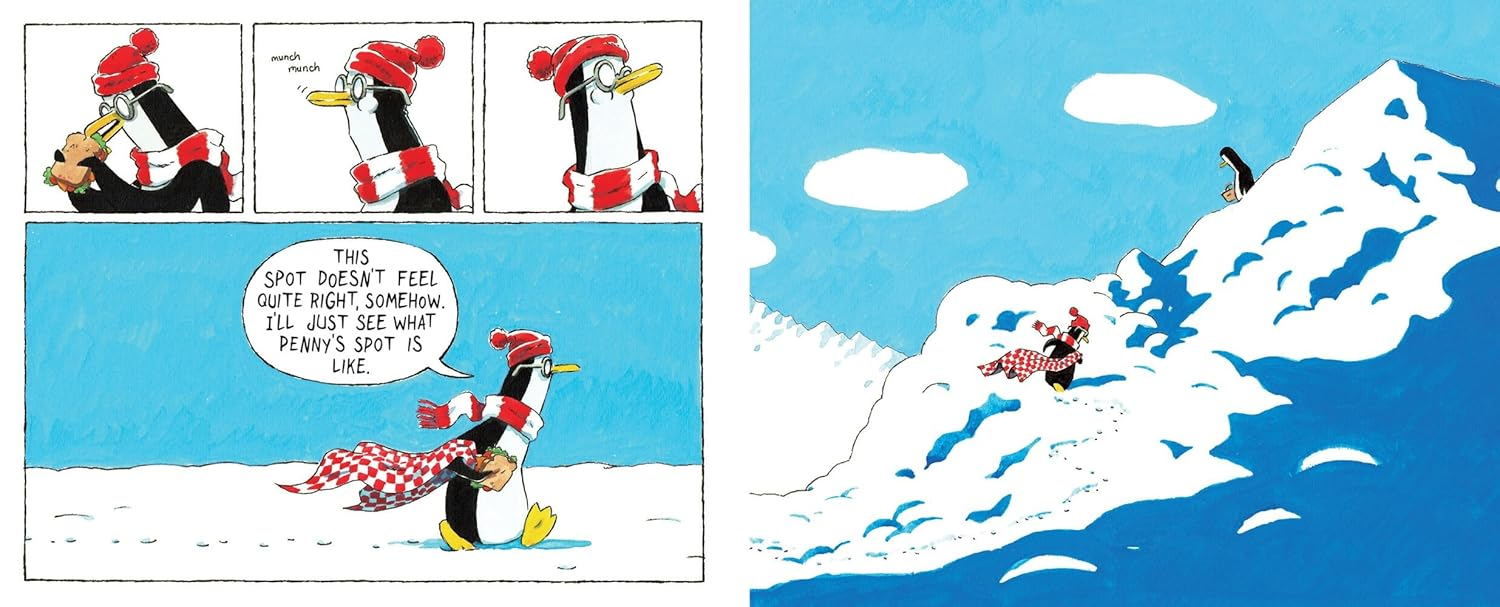 munch
munch
THIS
SPOT DOESN'T FEEL
QUITE RIGHT, SOMEHOW.
I'LL JUST SEE WHAT
PENNY'S SPOT IS
LIKE.